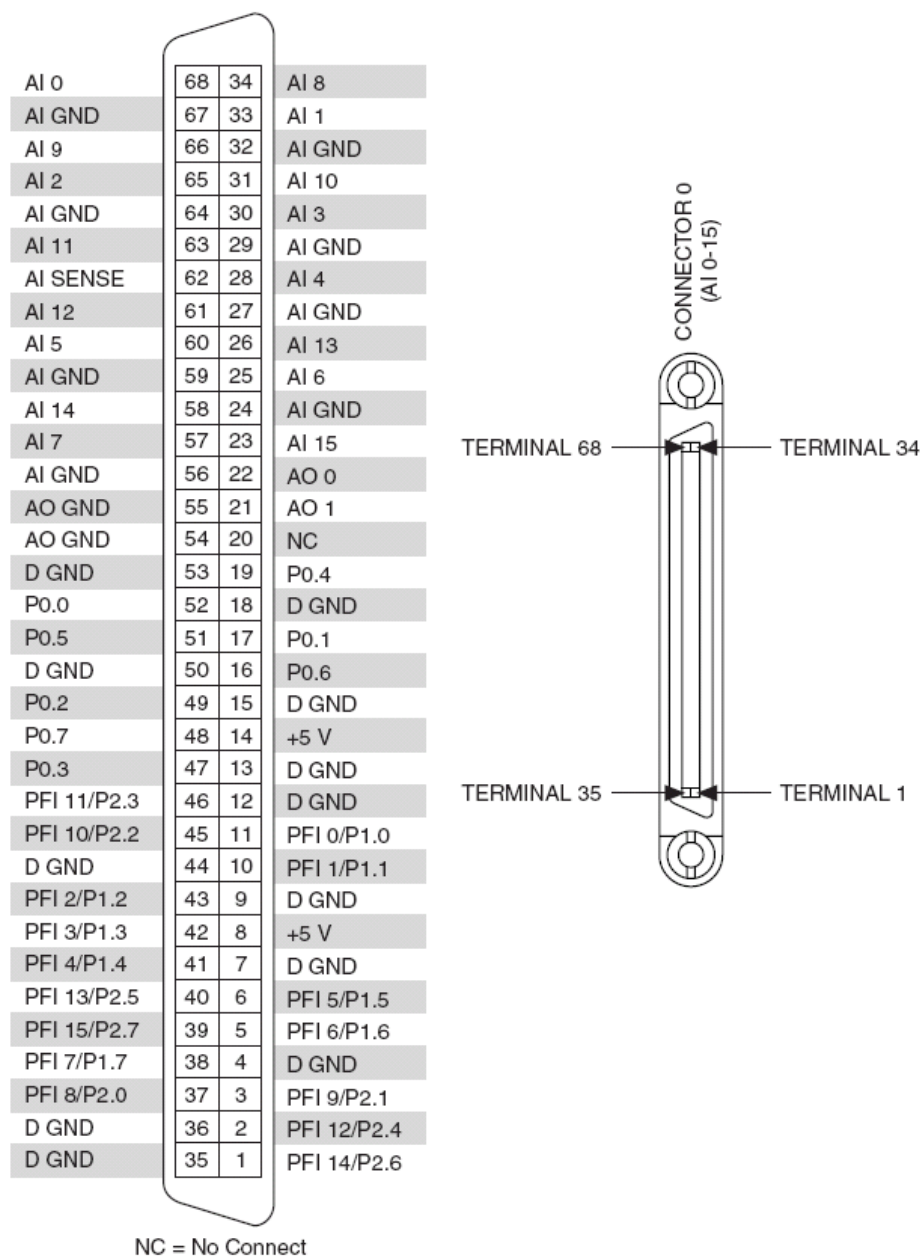 AI 0 68 34 AI 8
AI GND 67 33 AI 1
AI 9 66 32 AI GND
AI 2 65 31 AI 10
AI GND 64 30 AI 3
AI 11 63 29 AI GND
AI SENSE 62 28 AI 4
AI 12 61 27 AI GND
AI 5 60 26 AI 13
AI GND 59 25 AI 6
AI 14 58 24 AI GND
AI 7 57 23 AI 15
AI GND 56 22 AO 0
AO GND 55 21 AO 1
AO GND 54 20 NC
D GND 53 19 P0.4
P0.0 52 18 D GND
P0.5 51 17 P0.1
D GND 50 16 P0.6
P0.2 49 15 D GND
P0.7 48 14 +5 V
P0.3 47 13 D GND
PFI 11/P2.3 46 12 D GND
PFI 10/P2.2 45 11 PFI 0/P1.0
D GND 44 10 PFI 1/P1.1
PFI 2/P1.2 43 9 D GND
PFI 3/P1.3 42 8 +5 V
PFI 4/P1.4 41 7 D GND
PFI 13/P2.5 40 6 PFI 5/P1.5
PFI 15/P2.7 39 5 PFI 6/P1.6
PFI 7/P1.7 38 4 D GND
PFI 8/P2.0 37 3 PFI 9/P2.1
D GND 36 2 PFI 12/P2.4
D GND 35 1 PFI 14/P2.6
NC = No Connect
CONNECTOR 0
(AI 0-15)
TERMINAL 68
TERMINAL 34
TERMINAL 35
TERMINAL 1